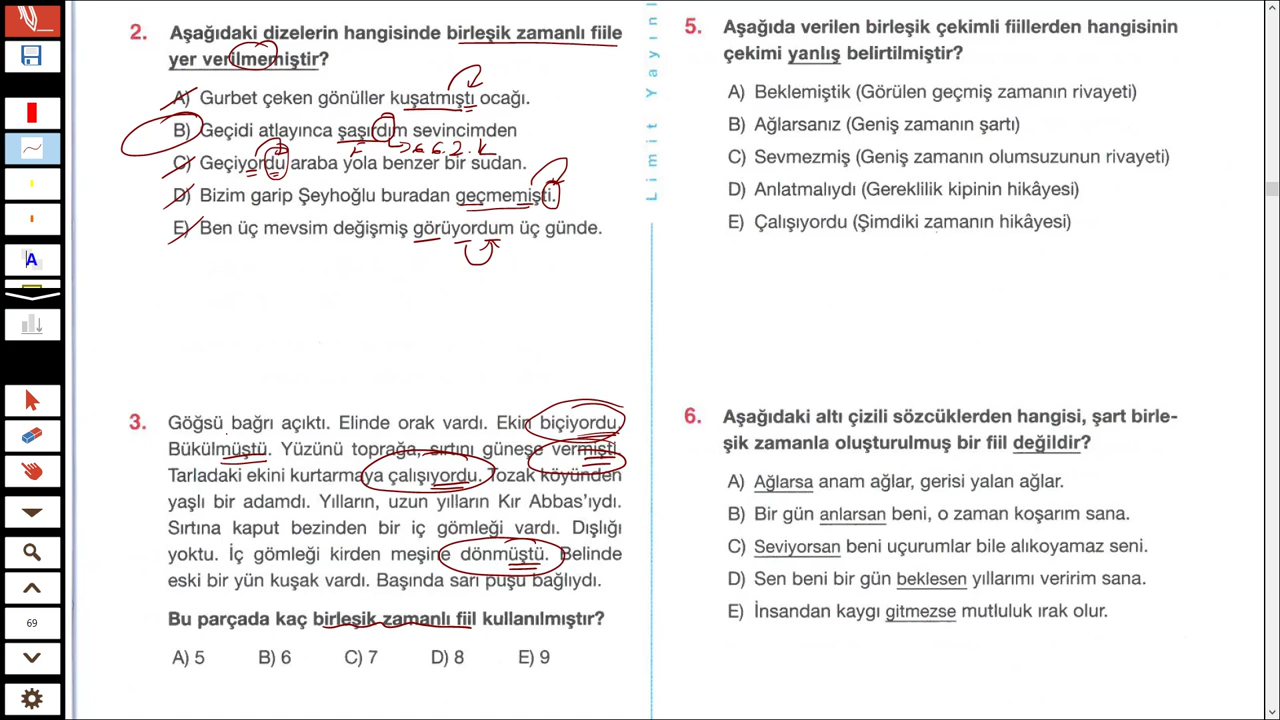 2. Aşağıdaki dizelerin hangisinde birleşik zamanlı fiile
yer verilmemiştir?
A) Gurbet çeken gönüller kuşatmıştı ocağı.
B) Geçidi atlayınca şaşırdım sevincimden
C) Geçiyordu araba yola benzer bir sudan.
D) Bizim garip Şeyhoğlu buradan geçmemişti.
E) Ben üç mevsim değişmiş görüyordum üç günde.
3. Göğsü bağrı açıktı. Elinde orak vardı. Ekin biçiyordu.
Bükülmüştü. Yüzünü toprağa, sırtını güneşe vermişti.
Tarladaki ekini kurtarmaya çalışıyordu. Tozak köyünden
yaşlı bir adamdı. Yılların, uzun yılların Kır Abbas'ıydı.
Sırtına kaput bezinden bir iç gömleği vardı. Dışlığı
yoktu. İç gömleği kirden meşine dönmüştü. Belinde
eski bir yün kuşak vardı. Başında sarı puşu bağlıydı.
Bu parçada kaç birleşik zamanlı fiil kullanılmıştır?
A) 5 B) 6 C) 7 D) 8 E) 9
Limit Yayınl
5. Aşağıda verilen birleşik çekimli fiillerden hangisinin
çekimi yanlış belirtilmiştir?
A) Beklemiştik (Görülen geçmiş zamanın rivayeti)
B) Ağlarsanız (Geniş zamanın şartı)
C) Sevmezmiş (Geniş zamanın olumsuzunun rivayeti)
D) Anlatmalıydı (Gereklilik kipinin hikâyesi)
E) Çalışıyordu (Şimdiki zamanın hikâyesi)
6. Aşağıdaki altı çizili sözcüklerden hangisi, şart birle-
şik zamanla oluşturulmuş bir fiil değildir?
A) Ağlarsa anam ağlar, gerisi yalan ağlar.
B) Bir gün anlarsan beni, o zaman koşarım sana.
C) Seviyorsan beni uçurumlar bile alıkoyamaz seni.
D) Sen beni bir gün beklesen yıllarımı veririm sana.
E) İnsandan kaygı gitmezse mutluluk ırak olur.
A
69